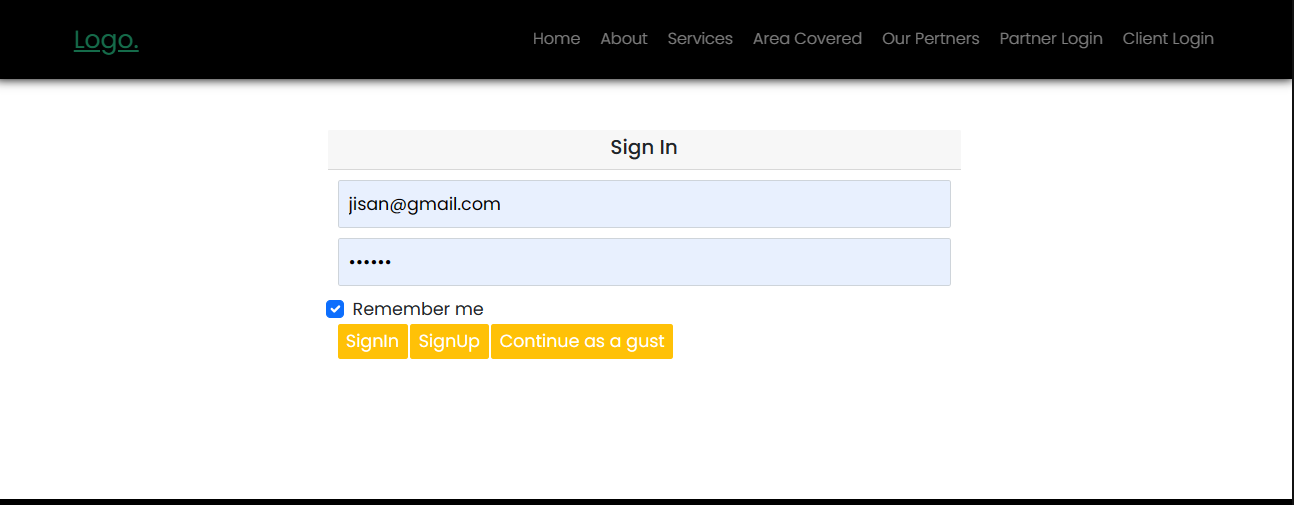 Logo. Home About Services Area Covered Our Pertners Partner Login Client Login
Sign In
jisan@gmail.com
••••••
Remember me
SignIn SignUp Continue as a gust